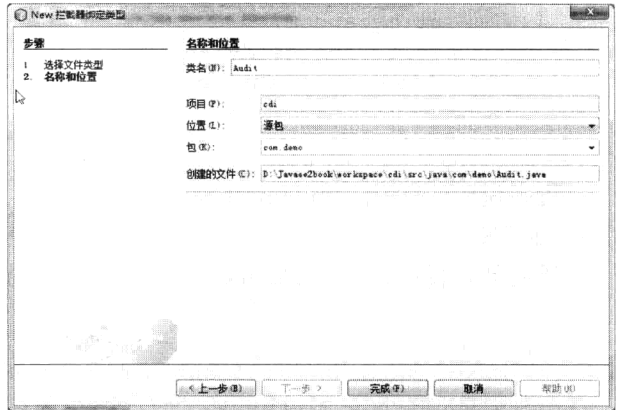 New 拦截器绑定类型
步骤
1. 选择文件类型
2. 名称和位置
名称和位置
类名(N): Audit
项目(P): cdi
位置(L): 源包
包(K): com.demo
创建的文件(C): D:\Javaee2book\workspace\cdi\src\java\com\demo\Audit.java
< 上一步(B)
下一步 >
完成(F)
取消
帮助(H)